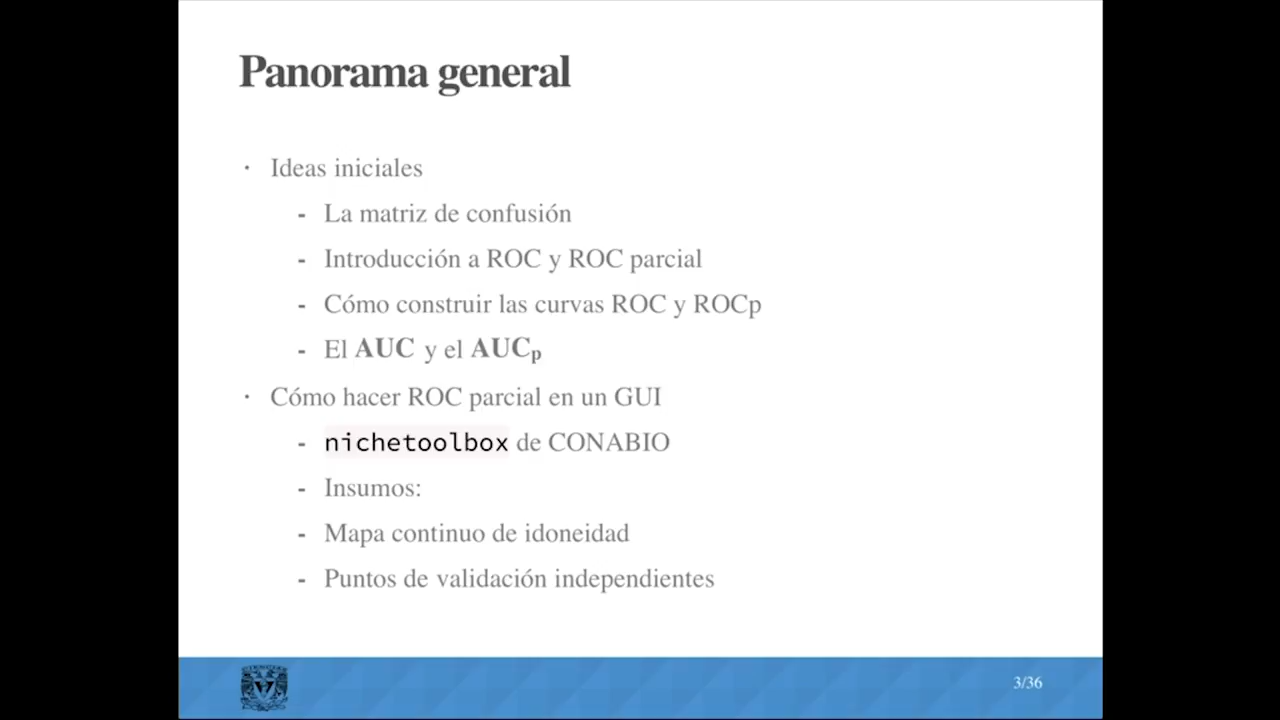 Panorama general
· Ideas iniciales
- La matriz de confusión
- Introducción a ROC y ROC parcial
- Cómo construir las curvas ROC y ROCp
- El AUC y el AUCp
· Cómo hacer ROC parcial en un GUI
- nichetoolbox de CONABIO
- Insumos:
- Mapa continuo de idoneidad
- Puntos de validación independientes
3/36